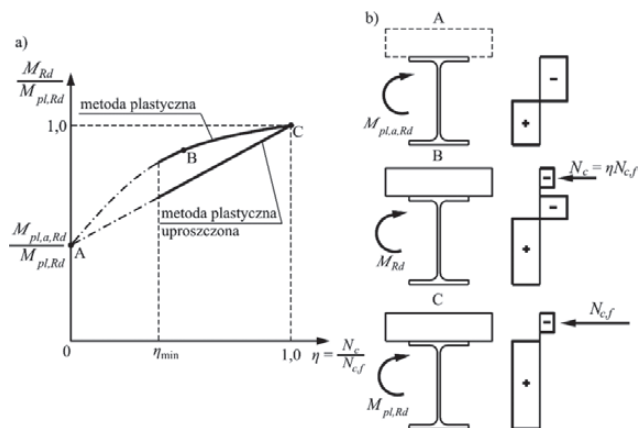 a)
M_Rd
M_pl,Rd
1,0
metoda plastyczna
C
B
metoda plastyczna
uproszczona
M_pl,a,Rd
M_pl,Rd
A
0
η_min
1,0
η = N_c
N_c,f
b)
A
M_pl,a,Rd
-
+
B
N_c = ηN_c,f
-
-
M_Rd
+
C
N_c,f
-
M_pl,Rd
+